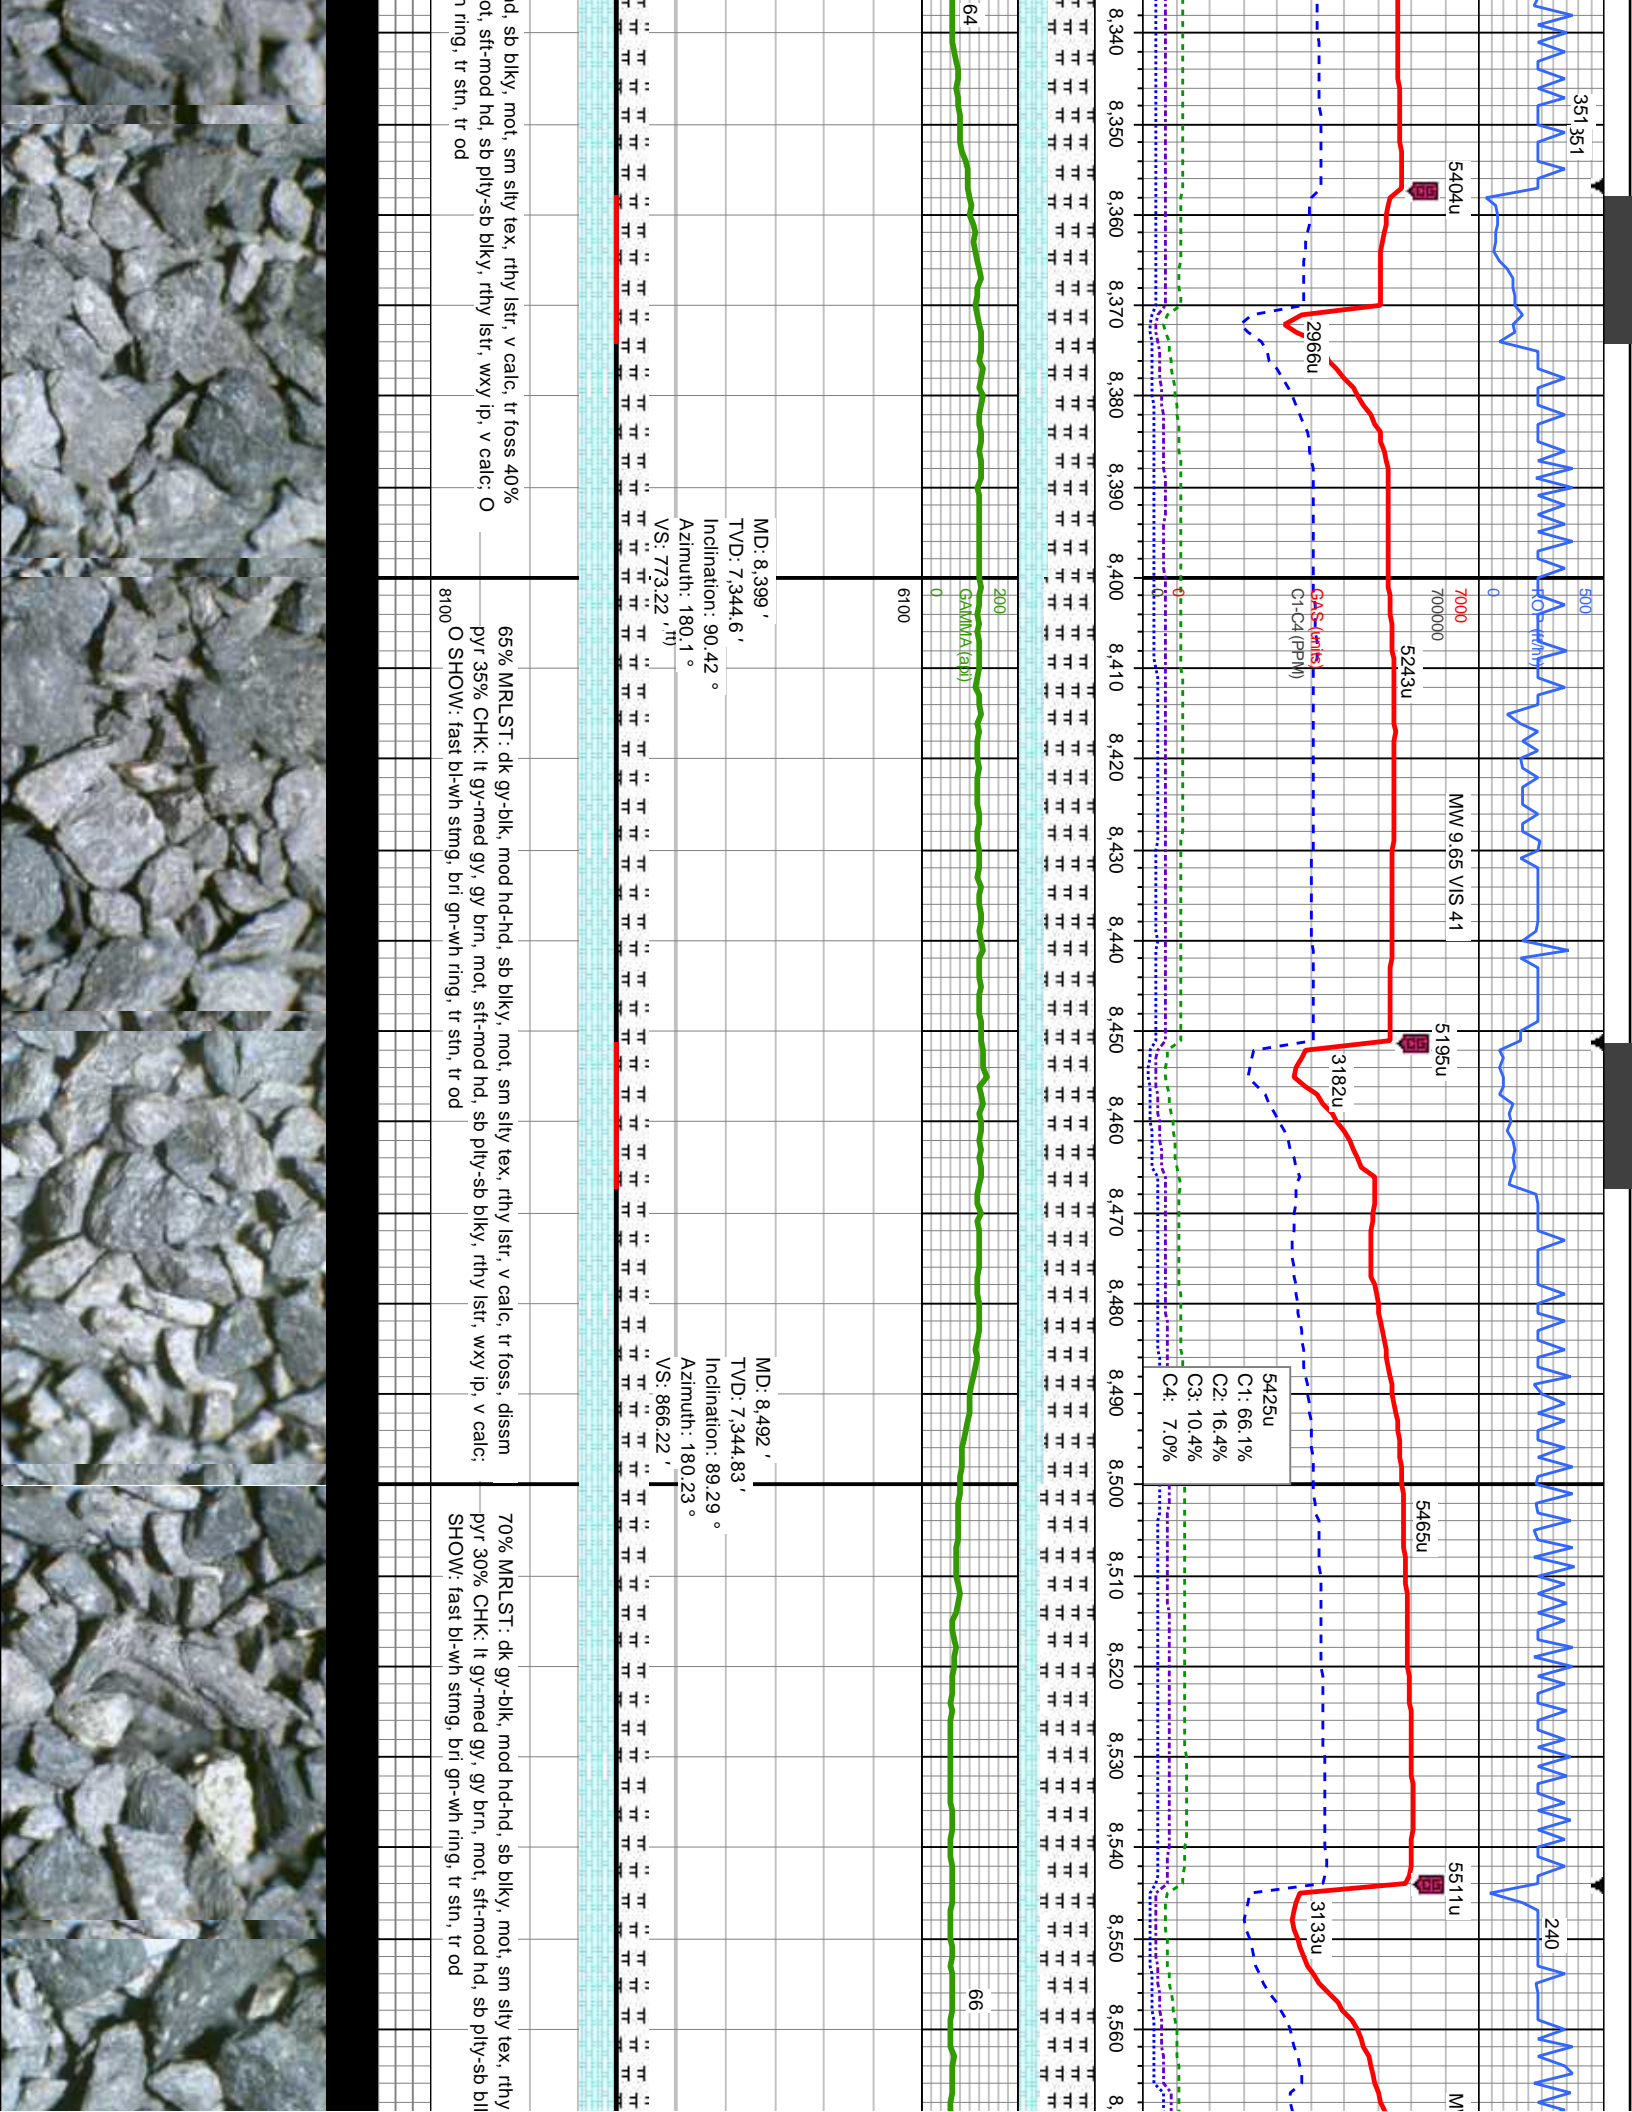 351
351
240
0
ROP (ft/hr)
500
5404u
2966u
5243u
MW 9.65 VIS 41
5195u
3182u
5465u
5511u
3133u
0
GAS (units)
7000
C1-C4 (PPM)
70000
5425u
C1: 66.1%
C2: 16.4%
C3: 10.4%
C4: 7.0%
8,340
8,350
8,360
8,370
8,380
8,390
8,400
8,410
8,420
8,430
8,440
8,450
8,460
8,470
8,480
8,490
8,500
8,510
8,520
8,530
8,540
8,550
8,560
64
0
GAMMA (api)
200
66
6100
MD: 8,399 '
TVD: 7,344.6 '
Inclination: 90.42 °
Azimuth: 180.1 °
VS: 773.22 '
MD: 8,492 '
TVD: 7,344.83 '
Inclination: 89.29 °
Azimuth: 180.23 °
VS: 866.22 '
8100
sb blky, mot, sm slty tex, rthy lstr, v calc, tr foss 40%
sft-mod hd, sb plty-sb blky, rthy lstr, wxy ip, v calc; O
ring, tr stn, tr od
65% MRLST: dk gy-blk, mod hd-hd, sb blky, mot, sm slty tex, rthy lstr, v calc, tr foss, dissm
pyr 35% CHK: lt gy-med gy, gy brn, mot, sft-mod hd, sb plty-sb blky, rthy lstr, wxy ip, v calc;
O SHOW: fast bl-wh stmg, bri gn-wh ring, tr stn, tr od
70% MRLST: dk gy-blk, mod hd-hd, sb blky, mot, sm slty tex, rthy
pyr 30% CHK: lt gy-med gy, gy brn, mot, sft-mod hd, sb plty-sb
SHOW: fast bl-wh stmg, bri gn-wh ring, tr stn, tr od